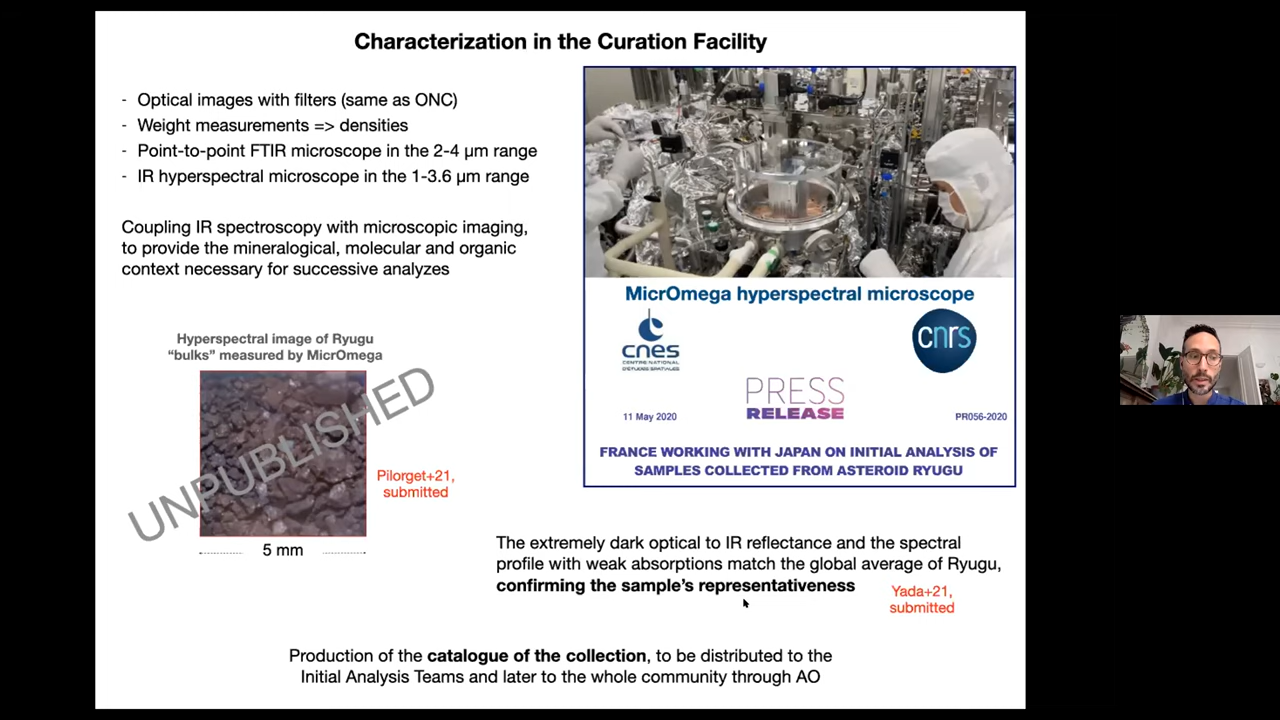 Characterization in the Curation Facility
- Optical images with filters (same as ONC)
- Weight measurements => densities
- Point-to-point FTIR microscope in the 2-4 µm range
- IR hyperspectral microscope in the 1-3.6 µm range
Coupling IR spectroscopy with microscopic imaging,
to provide the mineralogical, molecular and organic
context necessary for successive analyzes
Hyperspectral image of Ryugu
“bulks” measured by MicrOmega
UNPUBLISHED
Pilorget+21,
submitted
5 mm
MicrOmega hyperspectral microscope
cnes
CENTRE NATIONAL
D'ÉTUDES SPATIALES
cnrs
PRESS
RELEASE
11 May 2020
PR056-2020
FRANCE WORKING WITH JAPAN ON INITIAL ANALYSIS OF
SAMPLES COLLECTED FROM ASTEROID RYUGU
The extremely dark optical to IR reflectance and the spectral
profile with weak absorptions match the global average of Ryugu,
confirming the sample’s representativeness
Yada+21,
submitted
Production of the catalogue of the collection, to be distributed to the
Initial Analysis Teams and later to the whole community through AO